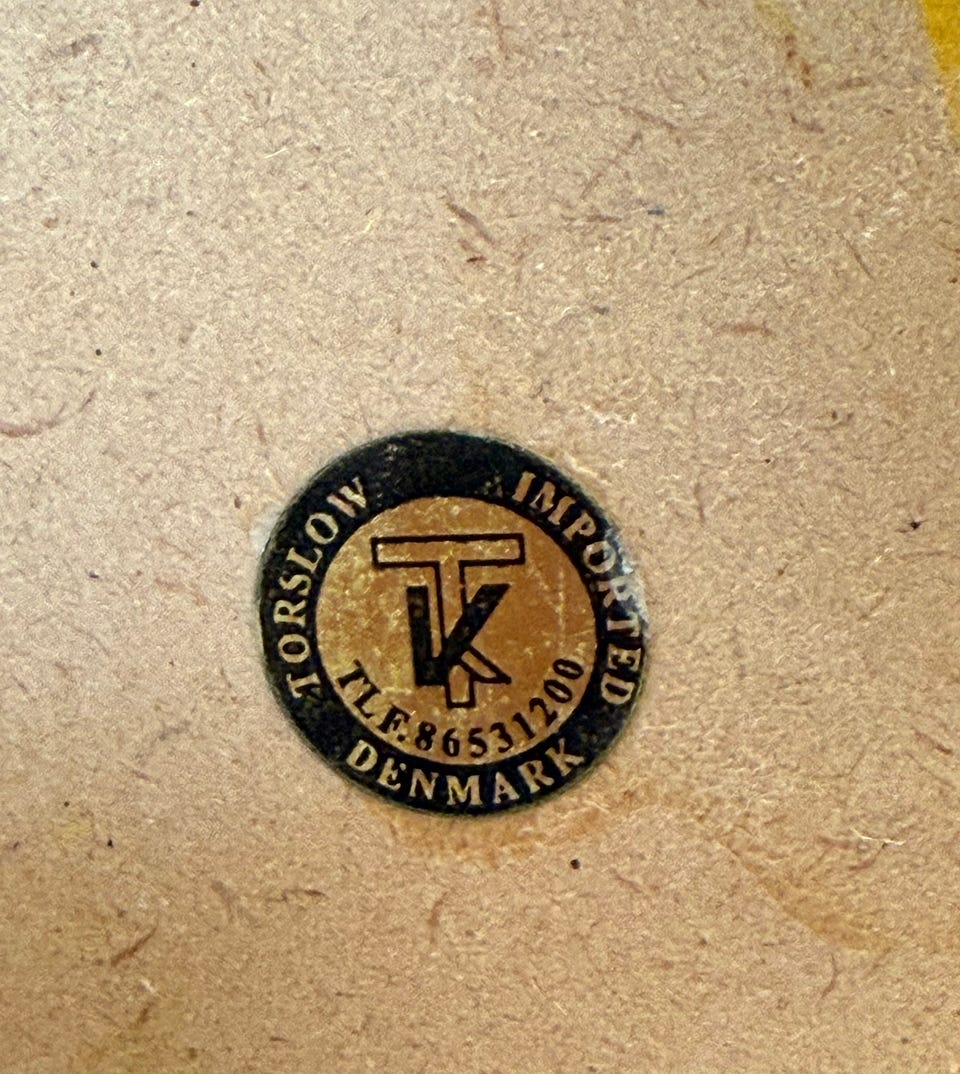 TORSLOW IMPORTED
TK
TLF.86531200
DENMARK